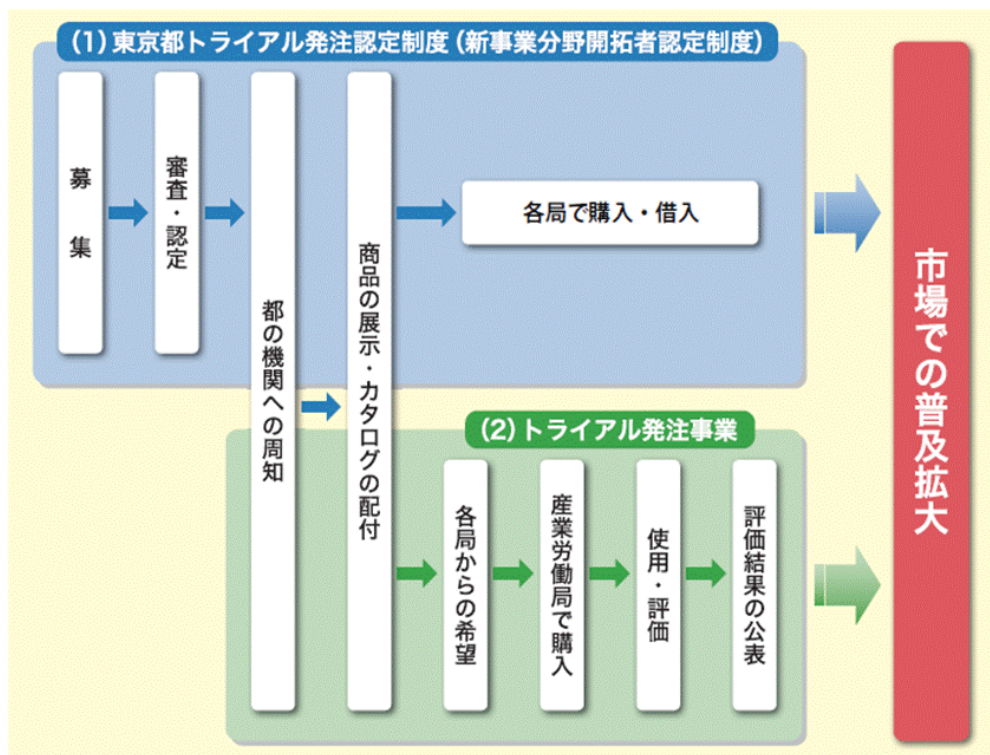 (1)東京都トライアル発注認定制度(新事業分野開拓者認定制度)
募集
審査・認定
都の機関への周知
商品の展示・カタログの配付
各局で購入・借入
(2)トライアル発注事業
各局からの希望
産業労働局で購入
使用・評価
評価結果の公表
市場での普及拡大